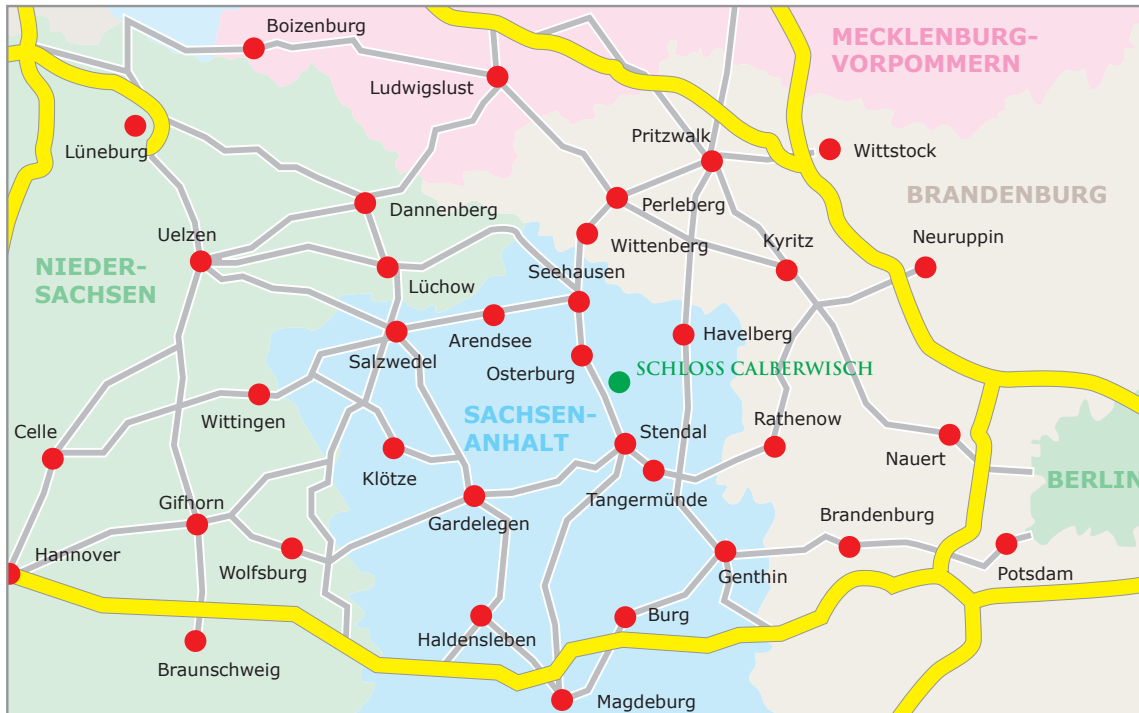 Boizenburg
MECKLENBURG-
VORPOMMERN
Ludwigslust
Pritzwalk
Lüneburg
Wittstock
BRANDENBURG
Dannenberg
Perleberg
Uelzen
Wittenberg
Kyritz
Neuruppin
NIEDER-
SACHSEN
Lüchow
Seehausen
Arendsee
Havelberg
Salzwedel
Osterburg
SCHLOSS CALBERWISCH
Wittingen
SACHSEN-
ANHALT
Rathenow
Celle
Stendal
Klötze
Nauert
Tangermünde
BERLIN
Gifhorn
Gardelegen
Brandenburg
Hannover
Wolfsburg
Genthin
Potsdam
Burg
Haldensleben
Braunschweig
Magdeburg